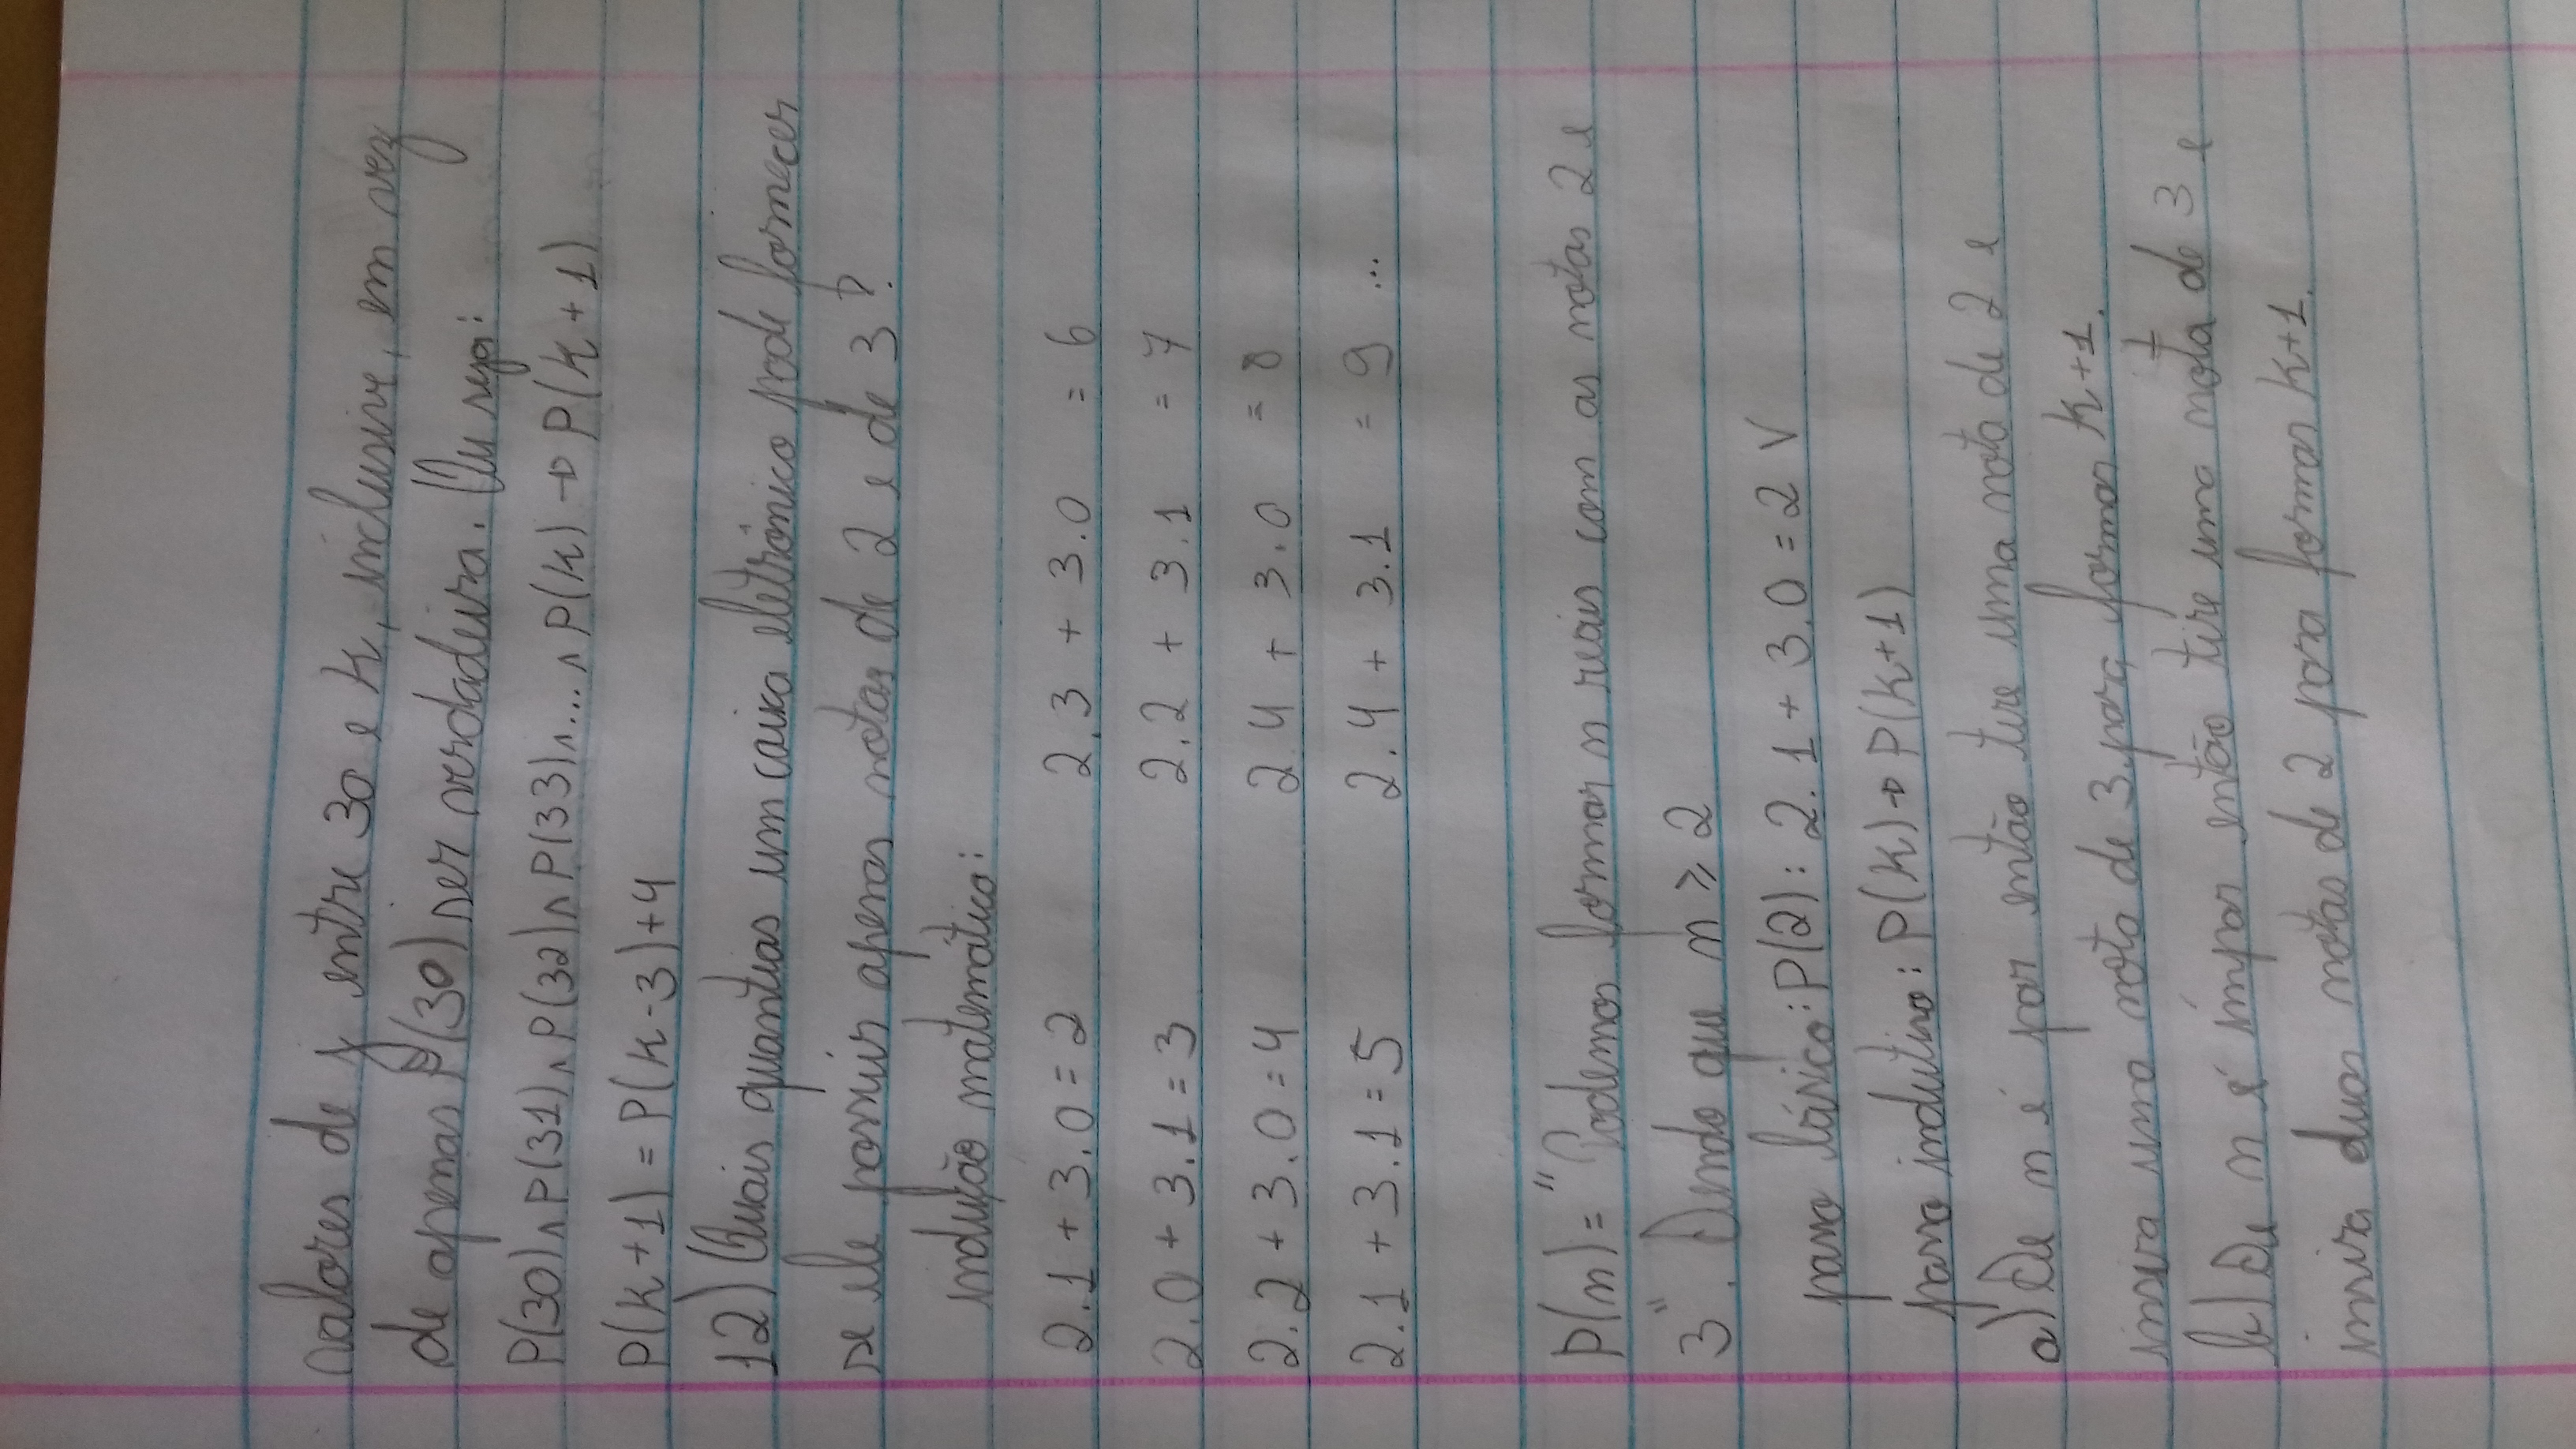 valores de j entre 30 e k, inclusive, em vez
de apenas P(30) ser verdadeira. Ou seja:
P(30)∧P(31)∧P(32)∧P(33)∧....∧P(k)→P(k+1)
P(k+1) = P(k-3)+4
12) Quais quantias um caixa eletrônico pode fornecer
se ele possuir apenas notas de 2 e de 3?
indução matemática:
2.1 + 3.0 = 2 2.3 + 3.0 = 6
2.0 + 3.1 = 3 2.2 + 3.1 = 7
2.2 + 3.0 = 4 2.4 + 3.0 = 8
2.1 + 3.1 = 5 2.4 + 3.1 = 9 ...
P(n) = "Podemos formar n reais com as notas 2 e
3". Sendo que n ≥ 2
passo básico: P(2): 2.1 + 3.0 = 2 V
passo indutivo: P(k)→P(k+1)
a) Se n é par então tire uma nota de 2 e
insira uma nota de 3 para formar k+1.
b) Se n é ímpar então tire uma nota de 3 e
insira duas notas de 2 para formar k+1.